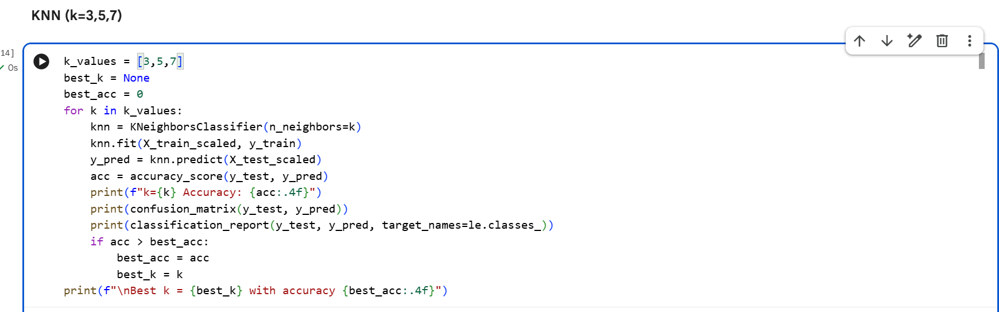 KNN (k=3,5,7)
14]
0s
k_values = [3,5,7]
best_k = None
best_acc = 0
for k in k_values:
    knn = KNeighborsClassifier(n_neighbors=k)
    knn.fit(X_train_scaled, y_train)
    y_pred = knn.predict(X_test_scaled)
    acc = accuracy_score(y_test, y_pred)
    print(f"k={k} Accuracy: {acc:.4f}")
    print(confusion_matrix(y_test, y_pred))
    print(classification_report(y_test, y_pred, target_names=le.classes_))
    if acc > best_acc:
        best_acc = acc
        best_k = k
print(f"\nBest k = {best_k} with accuracy {best_acc:.4f}")